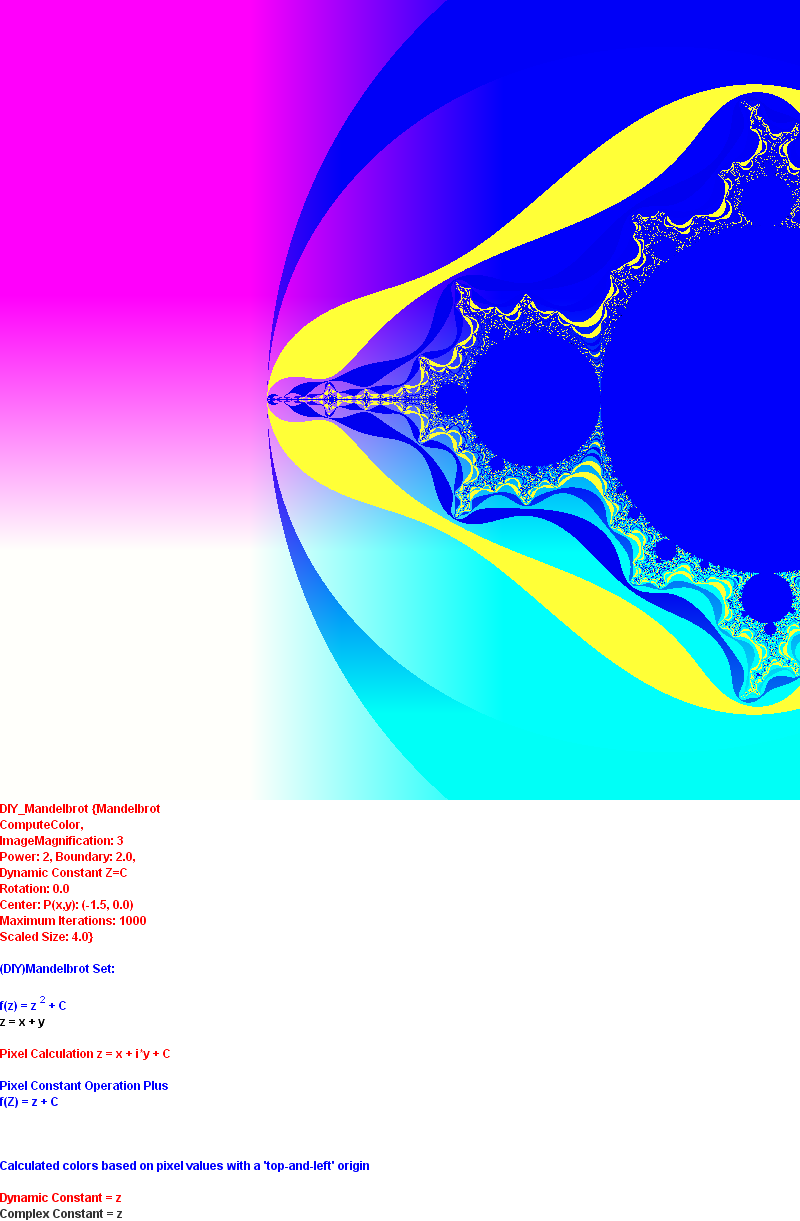 DIY_Mandelbrot {Mandelbrot
ComputeColor,
ImageMagnification: 3
Power: 2, Boundary: 2.0,
Dynamic Constant Z=C
Rotation: 0.0
Center: P(x,y): (-1.5, 0.0)
Maximum Iterations: 1000
Scaled Size: 4.0}
(DIY)Mandelbrot Set:
f(z) = z 2 + C
z = x + y
Pixel Calculation z = x + i*y + C
Pixel Constant Operation Plus
f(Z) = z + C
Calculated colors based on pixel values with a 'top-and-left' origin
Dynamic Constant = z
Complex Constant = z